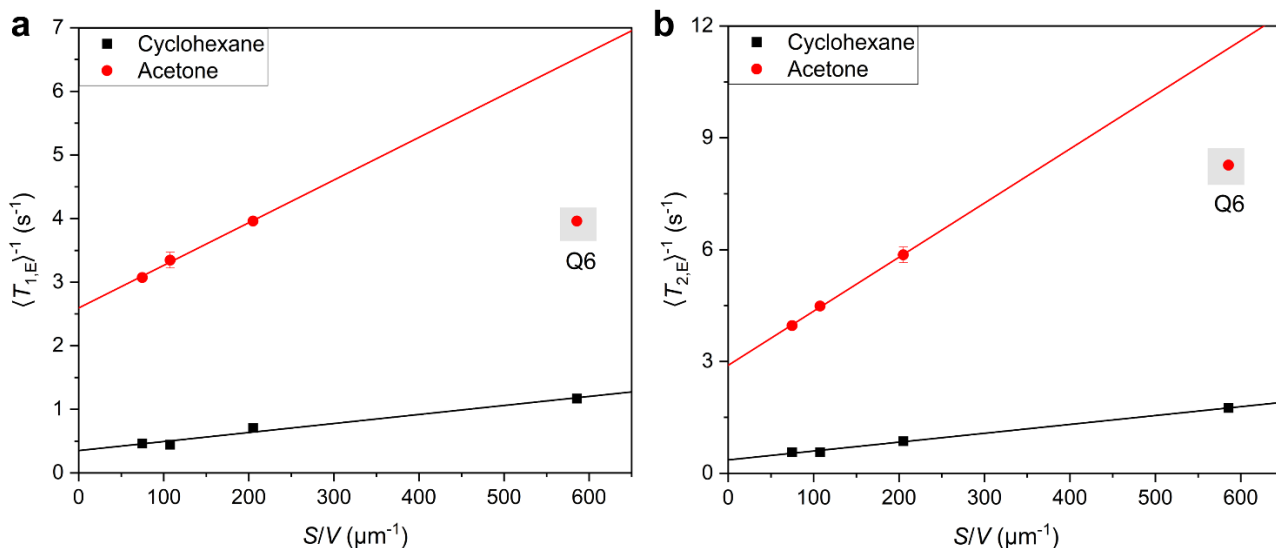 a
Cyclohexane
Acetone
7
6
5
4
3
2
1
0
⟨T1,E⟩-1 (s-1)
Q6
0 100 200 300 400 500 600
S/V (µm-1)
b
Cyclohexane
Acetone
12
9
6
3
0
⟨T2,E⟩-1 (s-1)
Q6
0 100 200 300 400 500 600
S/V (µm-1)